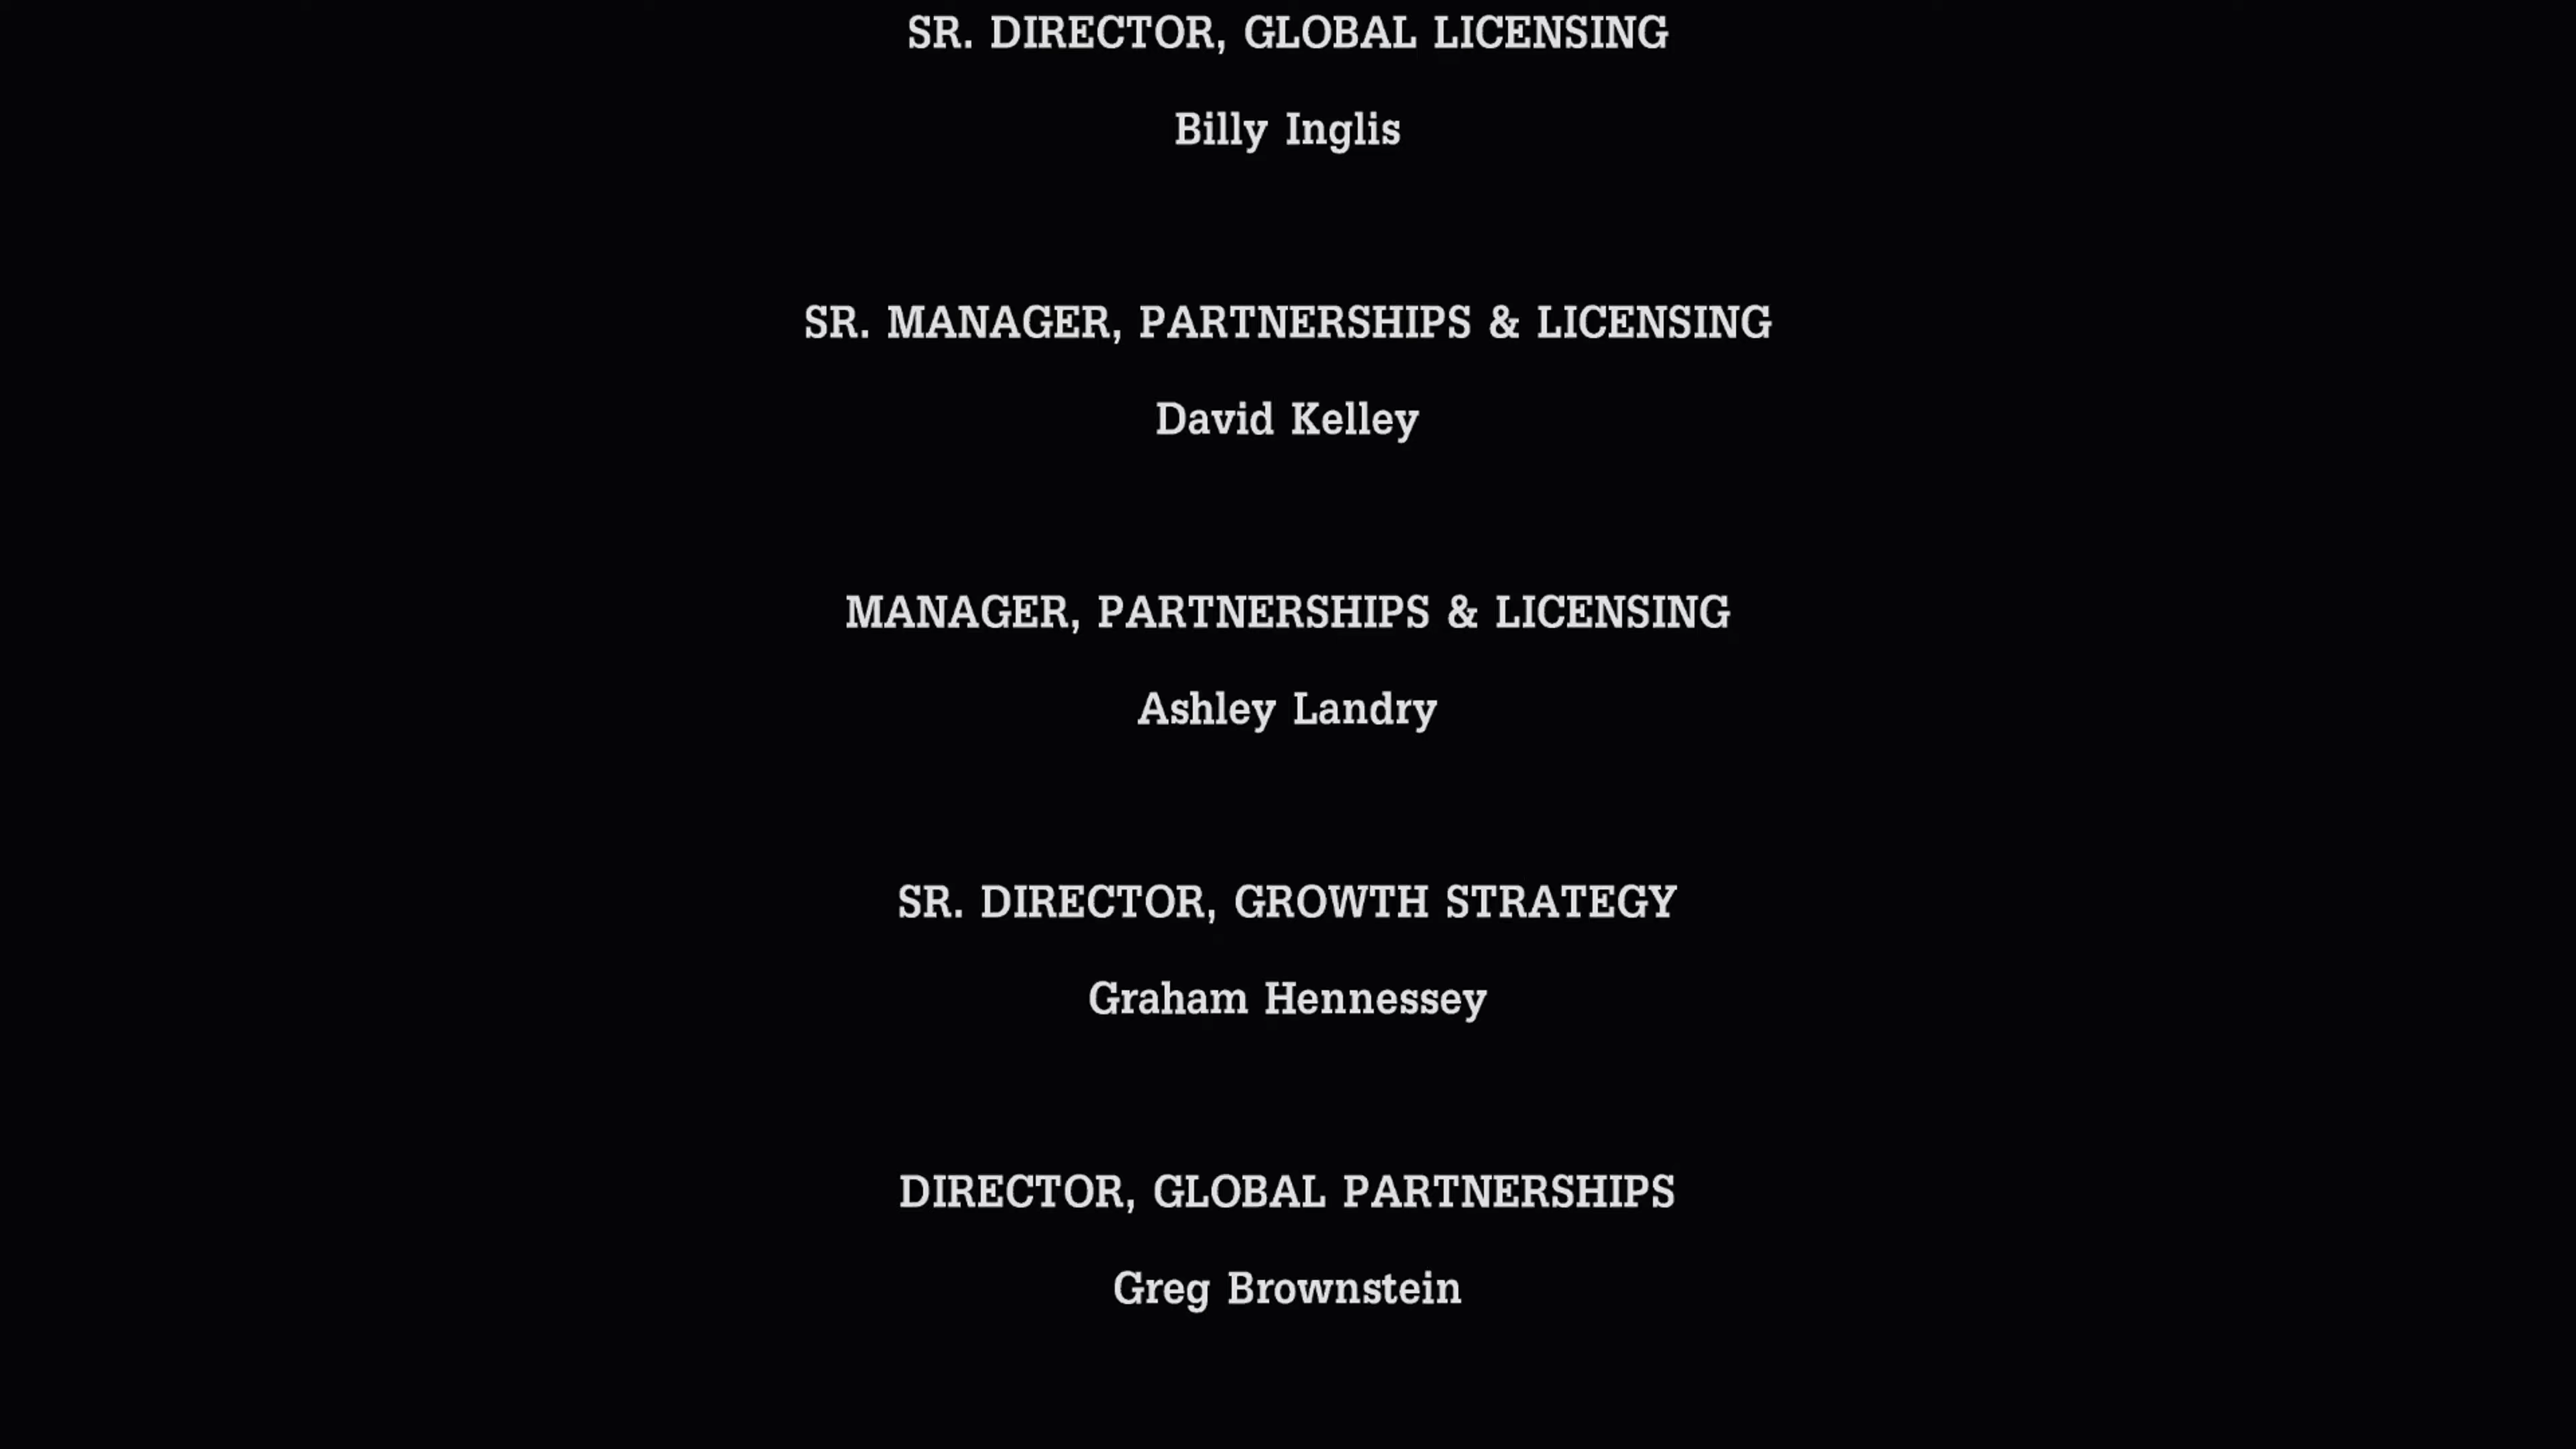 SR. DIRECTOR, GLOBAL LICENSING
Billy Inglis
SR. MANAGER, PARTNERSHIPS & LICENSING
David Kelley
MANAGER, PARTNERSHIPS & LICENSING
Ashley Landry
SR. DIRECTOR, GROWTH STRATEGY
Graham Hennessey
DIRECTOR, GLOBAL PARTNERSHIPS
Greg Brownstein